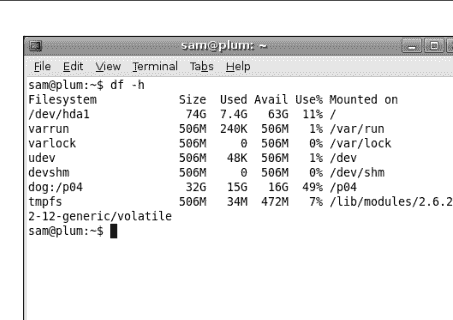 sam@plum: ~
File Edit View Terminal Tabs Help
sam@plum:~$ df -h
Filesystem Size Used Avail Use% Mounted on
/dev/hda1 74G 7.4G 63G 11% /
varrun 506M 240K 506M 1% /var/run
varlock 506M 0 506M 0% /var/lock
udev 506M 48K 506M 1% /dev
devshm 506M 0 506M 0% /dev/shm
dog:/p04 32G 15G 16G 49% /p04
tmpfs 506M 34M 472M 7% /lib/modules/2.6.2
2-12-generic/volatile
sam@plum:~$